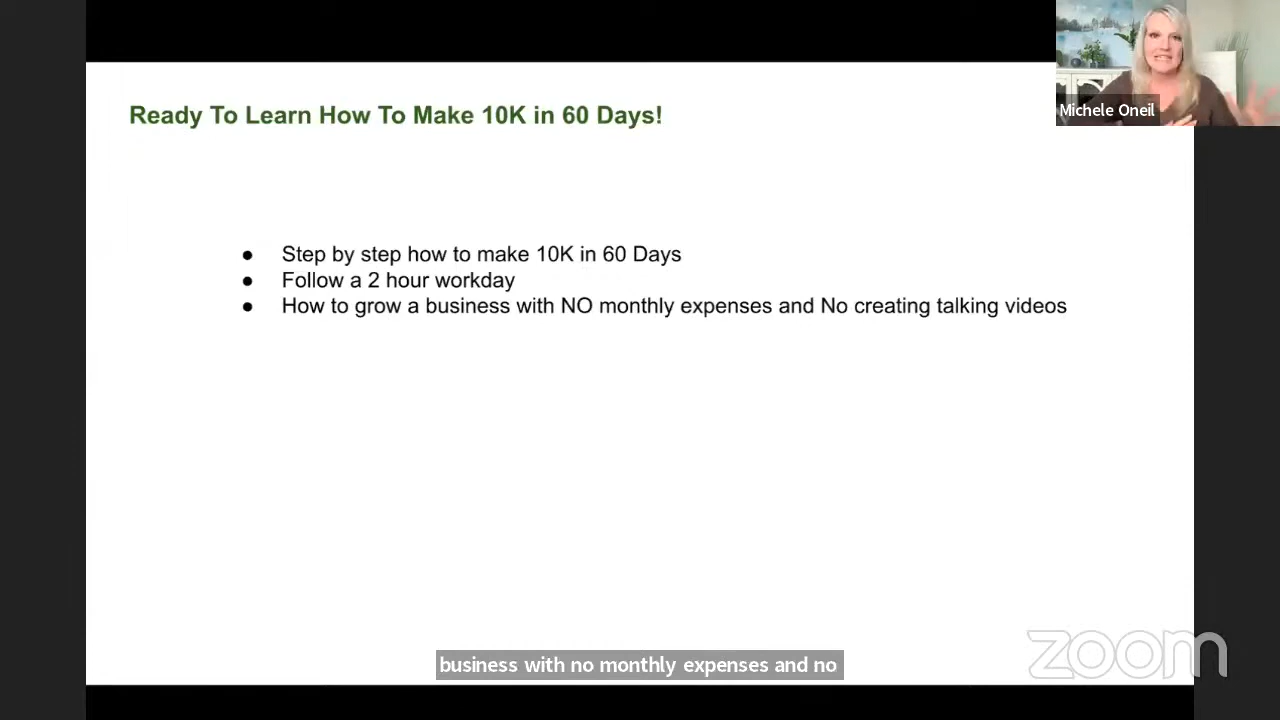 Michele Oneil
Ready To Learn How To Make 10K in 60 Days!
● Step by step how to make 10K in 60 Days
● Follow a 2 hour workday
● How to grow a business with NO monthly expenses and No creating talking videos
business with no monthly expenses and no
zoom